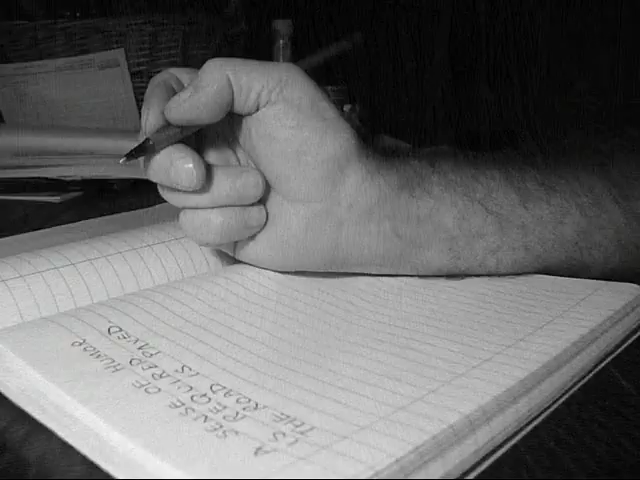 A SENSE OF HUMOR
IS REQUIRED
THE ROAD IS PAVED